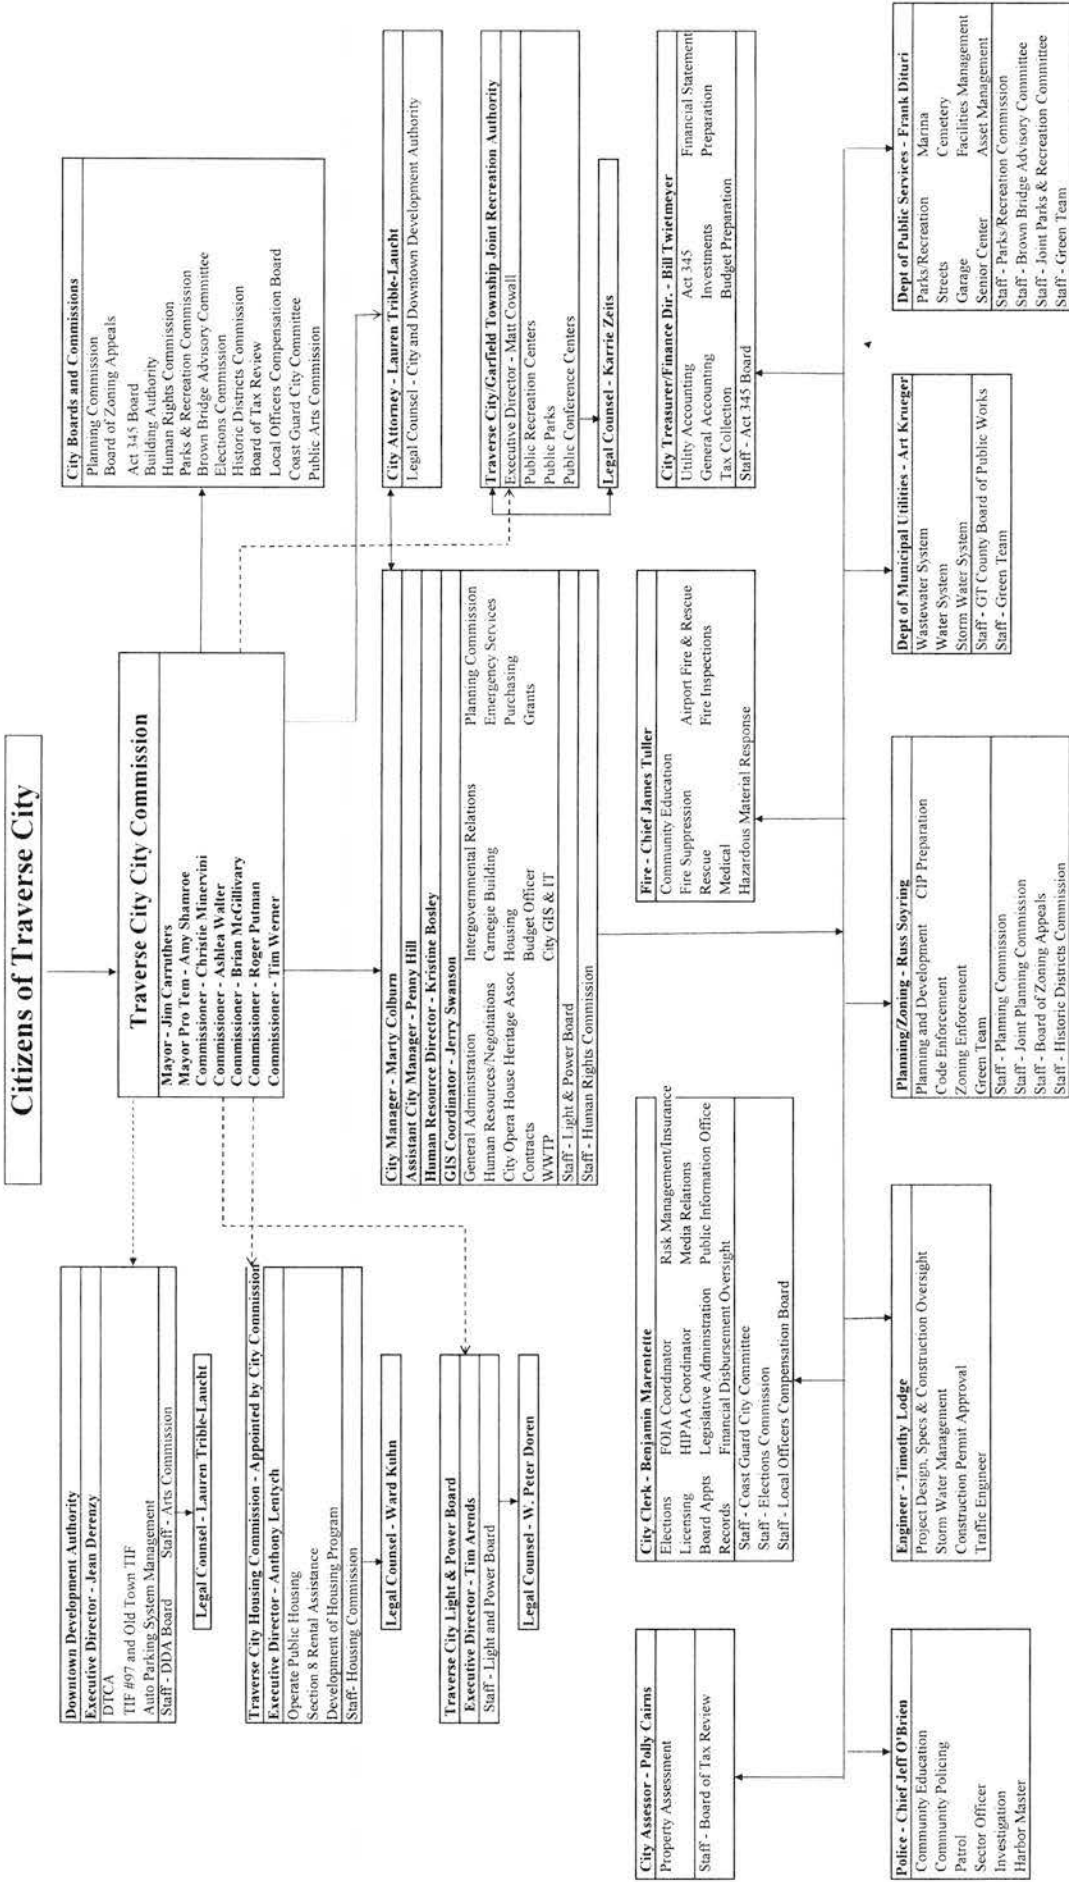 Citizens of Traverse City
Traverse City Commission
Mayor - Jim Carruthers
Mayor Pro Tem - Amy Shamroe
Commissioner - Christie Minervini
Commissioner - Ashlea Walter
Commissioner - Brian McGillivary
Commissioner - Roger Putman
Commissioner - Tim Werner
Downtown Development Authority
Executive Director - Jean Derenzy
DTCA
TIF #97 and Old Town TIF
Auto Parking System Management
Staff - DDA Board Staff - Arts Commission
Legal Counsel - Lauren Trible-Laucht
Traverse City Housing Commission - Appointed by City Commission
Executive Director - Anthony Lentych
Operate Public Housing
Section 8 Rental Assistance
Development of Housing Program
Staff- Housing Commission
Legal Counsel - Ward Kuhn
Traverse City Light & Power Board
Executive Director - Tim Arends
Staff - Light and Power Board
Legal Counsel - W. Peter Doren
City Boards and Commissions
Planning Commission
Board of Zoning Appeals
Act 345 Board
Building Authority
Human Rights Commission
Parks & Recreation Commission
Brown Bridge Advisory Committee
Elections Commission
Historic Districts Commission
Board of Tax Review
Local Officers Compensation Board
Coast Guard City Committee
Public Arts Commission
City Attorney - Lauren Trible-Laucht
Legal Counsel - City and Downtown Development Authority
Traverse City/Garfield Township Joint Recreation Authority
Executive Director - Matt Cowall
Public Recreation Centers
Public Parks
Public Conference Centers
Legal Counsel - Karrie Zeits
City Manager - Marty Colburn
Assistant City Manager - Penny Hill
Human Resource Director - Kristine Bosley
GIS Coordinator - Jerry Swanson
General Administration Intergovernmental Relations Planning Commission
Human Resources/Negotiations Carnegie Building Emergency Services
City Opera House Heritage Assoc Housing Purchasing
Contracts Budget Officer Grants
WWTP City GIS & IT
Staff - Light & Power Board
Staff - Human Rights Commission
City Assessor - Polly Cairns
Property Assessment
Staff - Board of Tax Review
City Clerk - Benjamin Marentette
Elections FOIA Coordinator Risk Management/Insurance
Licensing HIPAA Coordinator Media Relations
Board Appts Legislative Administration Public Information Office
Records Financial Disbursement Oversight
Staff - Coast Guard City Committee
Staff - Elections Commission
Staff - Local Officers Compensation Board
Fire - Chief James Tuller
Community Education
Fire Suppression Airport Fire & Rescue
Rescue Fire Inspections
Medical
Hazardous Material Response
City Treasurer/Finance Dir. - Bill Twietmeyer
Utility Accounting Act 345 Financial Statement
General Accounting Investments Preparation
Tax Collection Budget Preparation
Staff - Act 345 Board
Police - Chief Jeff O'Brien
Community Education
Community Policing
Patrol
Sector Officer
Investigation
Harbor Master
Engineer - Timothy Lodge
Project Design, Specs & Construction Oversight
Storm Water Management
Construction Permit Approval
Traffic Engineer
Planning/Zoning - Russ Soyring
Planning and Development CIP Preparation
Code Enforcement
Zoning Enforcement
Green Team
Staff - Planning Commission
Staff - Joint Planning Commission
Staff - Board of Zoning Appeals
Staff - Historic Districts Commission
Dept of Municipal Utilities - Art Krueger
Wastewater System
Water System
Storm Water System
Staff - GT County Board of Public Works
Staff - Green Team
Dept of Public Services - Frank Dituri
Parks/Recreation Marina
Streets Cemetery
Garage Facilities Management
Senior Center Asset Management
Staff - Parks/Recreation Commission
Staff - Brown Bridge Advisory Committee
Staff - Joint Parks & Recreation Committee
Staff - Green Team